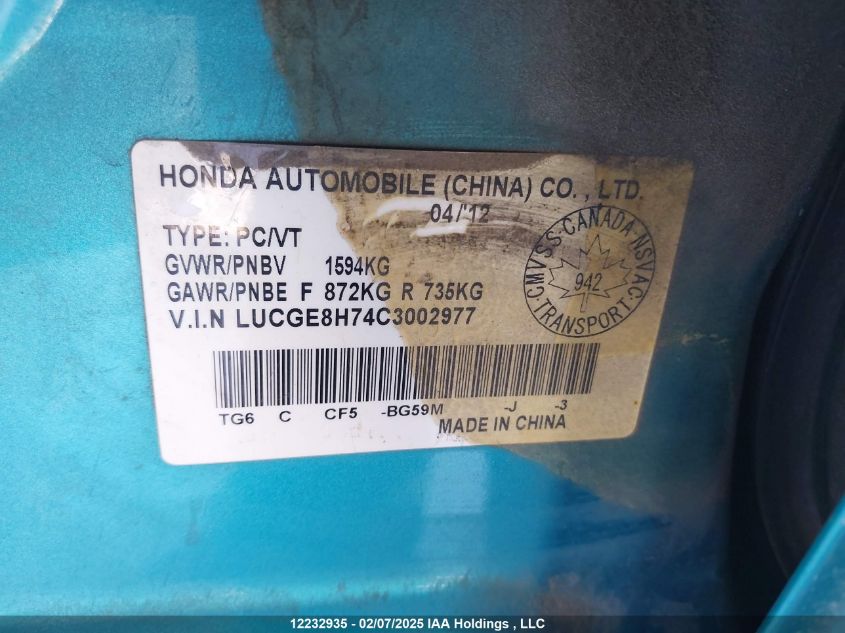 HONDA AUTOMOBILE (CHINA) CO., LTD.
04/'12
TYPE: PC/VT
GVWR/PNBV 1594KG
GAWR/PNBE F 872KG R 735KG
V.I.N LUCGE8H74C3002977
CMVSS·CANADA·NSVAC·TRANSPORT·
942
TG6 C CF5 -BG59M -J -3
MADE IN CHINA
12232935 - 02/07/2025 IAA Holdings , LLC